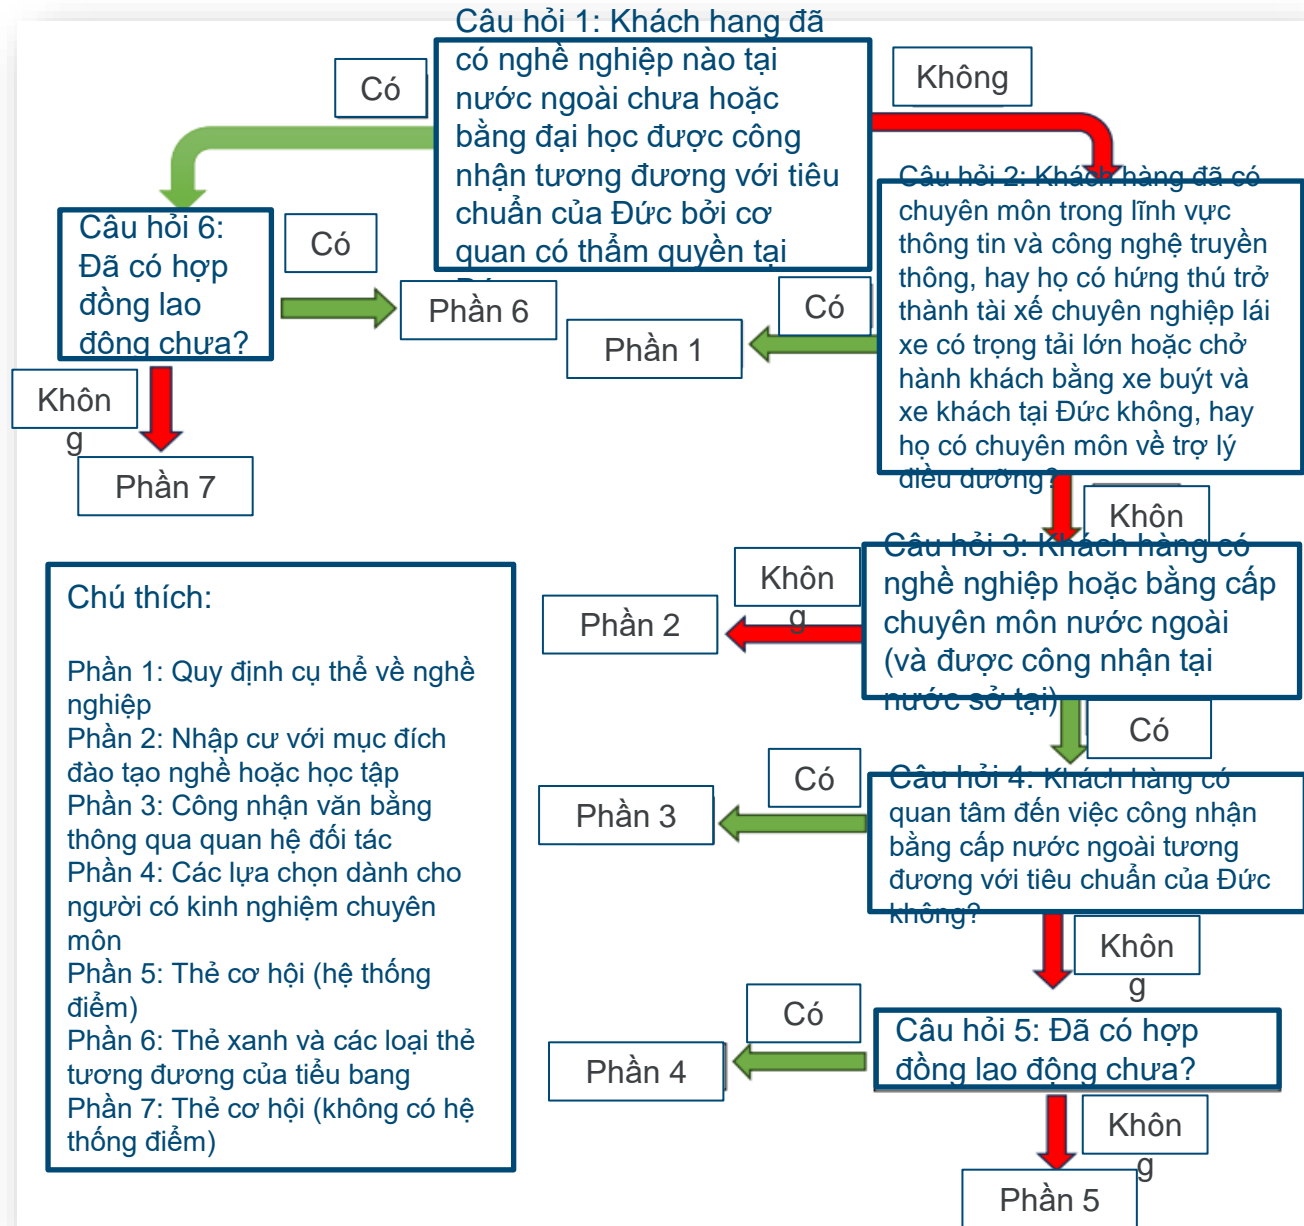 Câu hỏi 1: Khách hang đã
có nghề nghiệp nào tại
nước ngoài chưa hoặc
bằng đại học được công
nhận tương đương với tiêu
chuẩn của Đức bởi cơ
quan có thẩm quyền tại
Có
Không
Câu hỏi 6:
Đã có hợp
đồng lao
động chưa?
Có
Phần 6
Khôn
g
Phần 7
Câu hỏi 2: Khách hàng đã có
chuyên môn trong lĩnh vực
thông tin và công nghệ truyền
thông, hay họ có hứng thú trở
thành tài xế chuyên nghiệp lái
xe có trọng tải lớn hoặc chở
hành khách bằng xe buýt và
xe khách tại Đức không, hay
họ có chuyên môn về trợ lý
điều dưỡng?
Có
Phần 1
Khôn
Câu hỏi 3: Khách hàng có
nghề nghiệp hoặc bằng cấp
chuyên môn nước ngoài
(và được công nhận tại
nước sở tại)
Khôn
g
Phần 2
Có
Câu hỏi 4: Khách hàng có
quan tâm đến việc công nhận
bằng cấp nước ngoài tương
đương với tiêu chuẩn của Đức
không?
Có
Phần 3
Khôn
g
Câu hỏi 5: Đã có hợp
đồng lao động chưa?
Có
Phần 4
Khôn
g
Phần 5
Chú thích:
Phần 1: Quy định cụ thể về nghề
nghiệp
Phần 2: Nhập cư với mục đích
đào tạo nghề hoặc học tập
Phần 3: Công nhận văn bằng
thông qua quan hệ đối tác
Phần 4: Các lựa chọn dành cho
người có kinh nghiệm chuyên
môn
Phần 5: Thẻ cơ hội (hệ thống
điểm)
Phần 6: Thẻ xanh và các loại thẻ
tương đương của tiểu bang
Phần 7: Thẻ cơ hội (không có hệ
thống điểm)